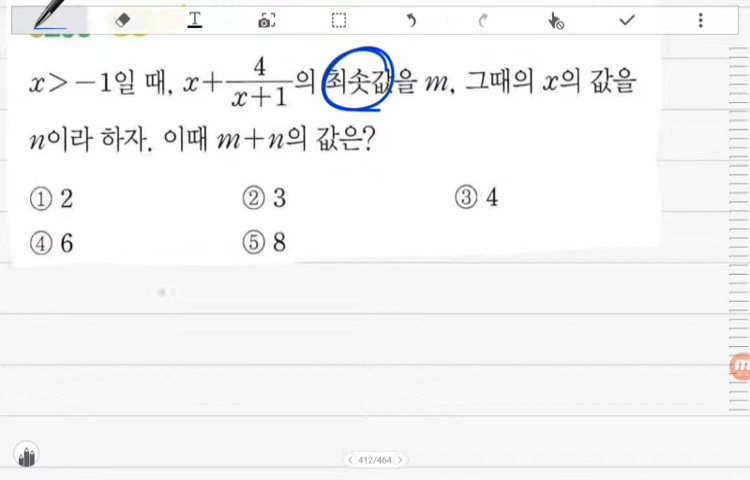 T
x>−1일 때, x+4/(x+1)의 최솟값을 m, 그때의 x의 값을
n이라 하자. 이때 m+n의 값은?
① 2 ② 3 ③ 4
④ 6 ⑤ 8
< 412/464 >